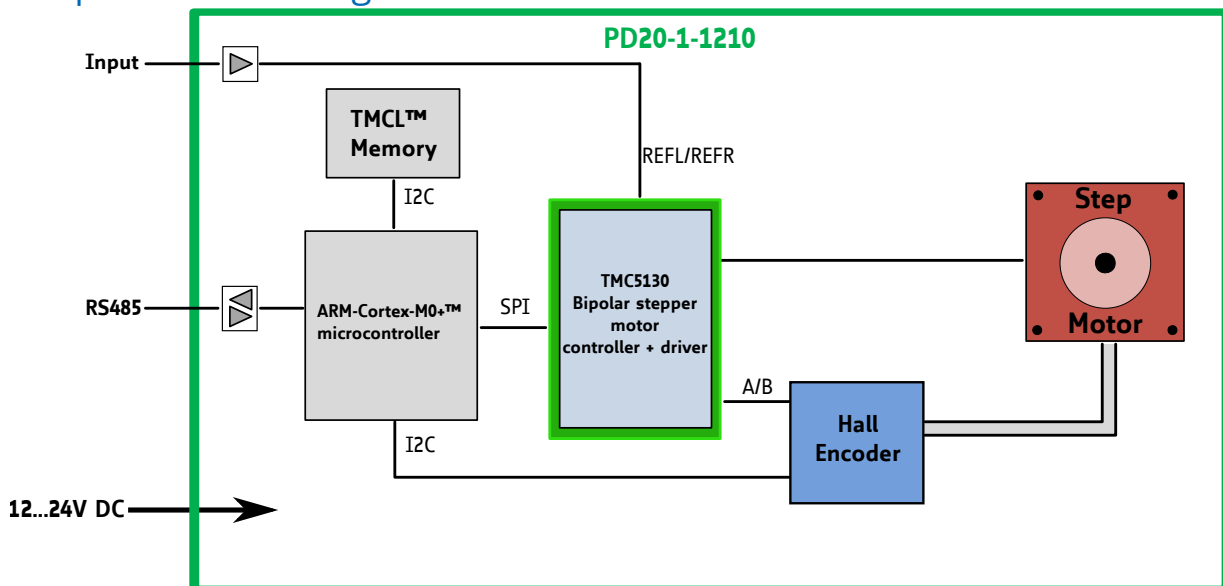 PD20-1-1210
Input
TMCL™
Memory
REFL/REFR
I2C
Step
Motor
TMC5130
Bipolar stepper
motor
controller + driver
RS485
ARM-Cortex-M0+™
microcontroller
SPI
A/B
Hall
Encoder
I2C
12...24V DC